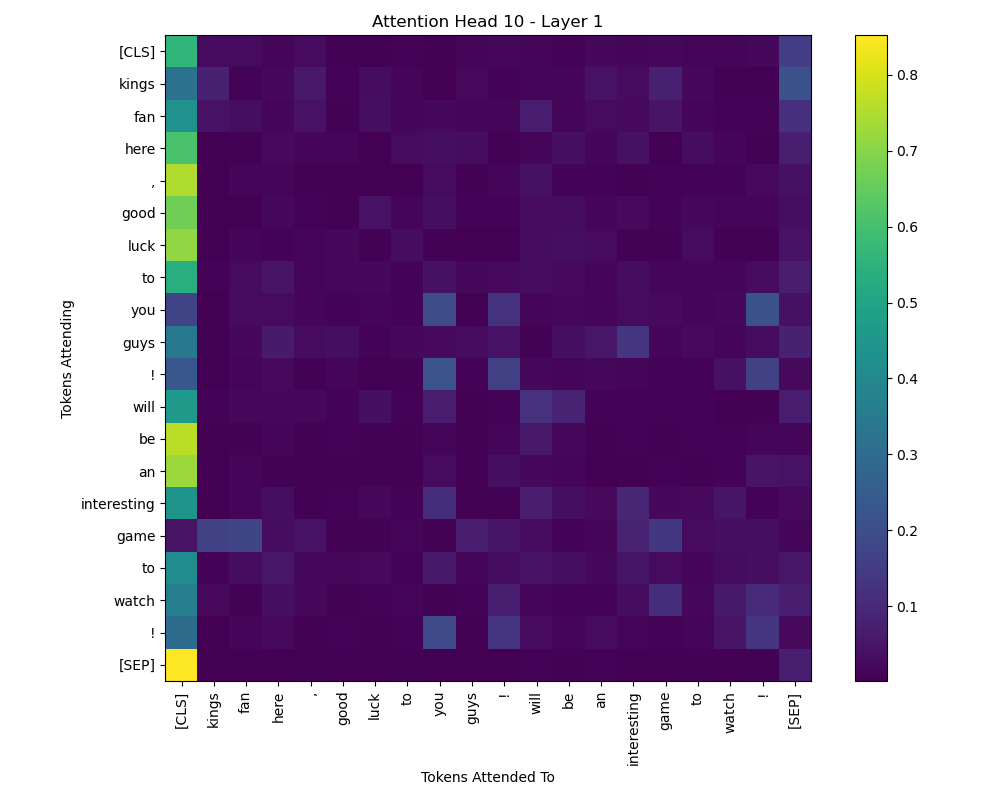 Attention Head 10 - Layer 1
[CLS]
kings
fan
here
,
good
luck
to
you
guys
!
will
be
an
interesting
game
to
watch
!
[SEP]
Tokens Attending
[CLS]
kings
fan
here
,
good
luck
to
you
guys
!
will
be
an
interesting
game
to
watch
!
[SEP]
Tokens Attended To
0.8
0.7
0.6
0.5
0.4
0.3
0.2
0.1